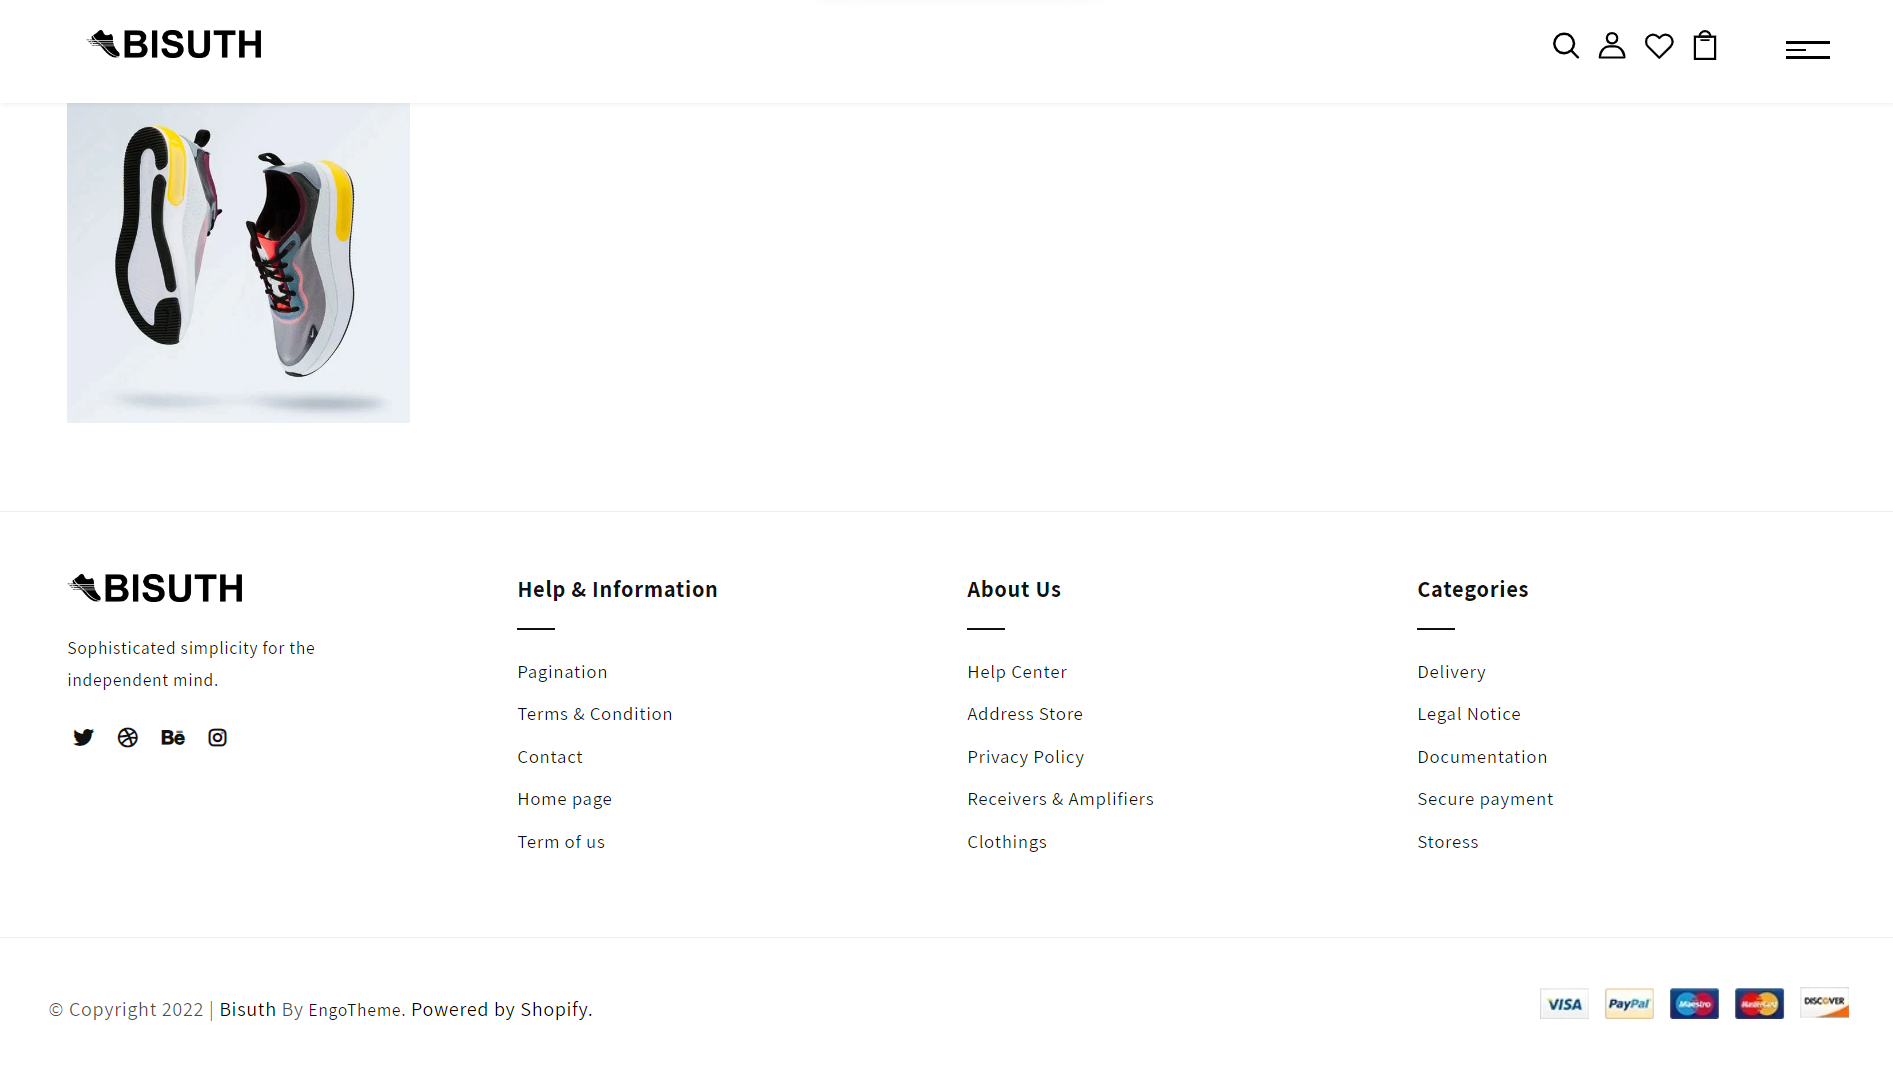 BISUTH
BISUTH
Sophisticated simplicity for the
independent mind.
Help & Information
Pagination
Terms & Condition
Contact
Home page
Term of us
About Us
Help Center
Address Store
Privacy Policy
Receivers & Amplifiers
Clothings
Categories
Delivery
Legal Notice
Documentation
Secure payment
Storess
© Copyright 2022 | Bisuth By EngoTheme. Powered by Shopify.
VISA PayPal Maestro MasterCard DISCOVER